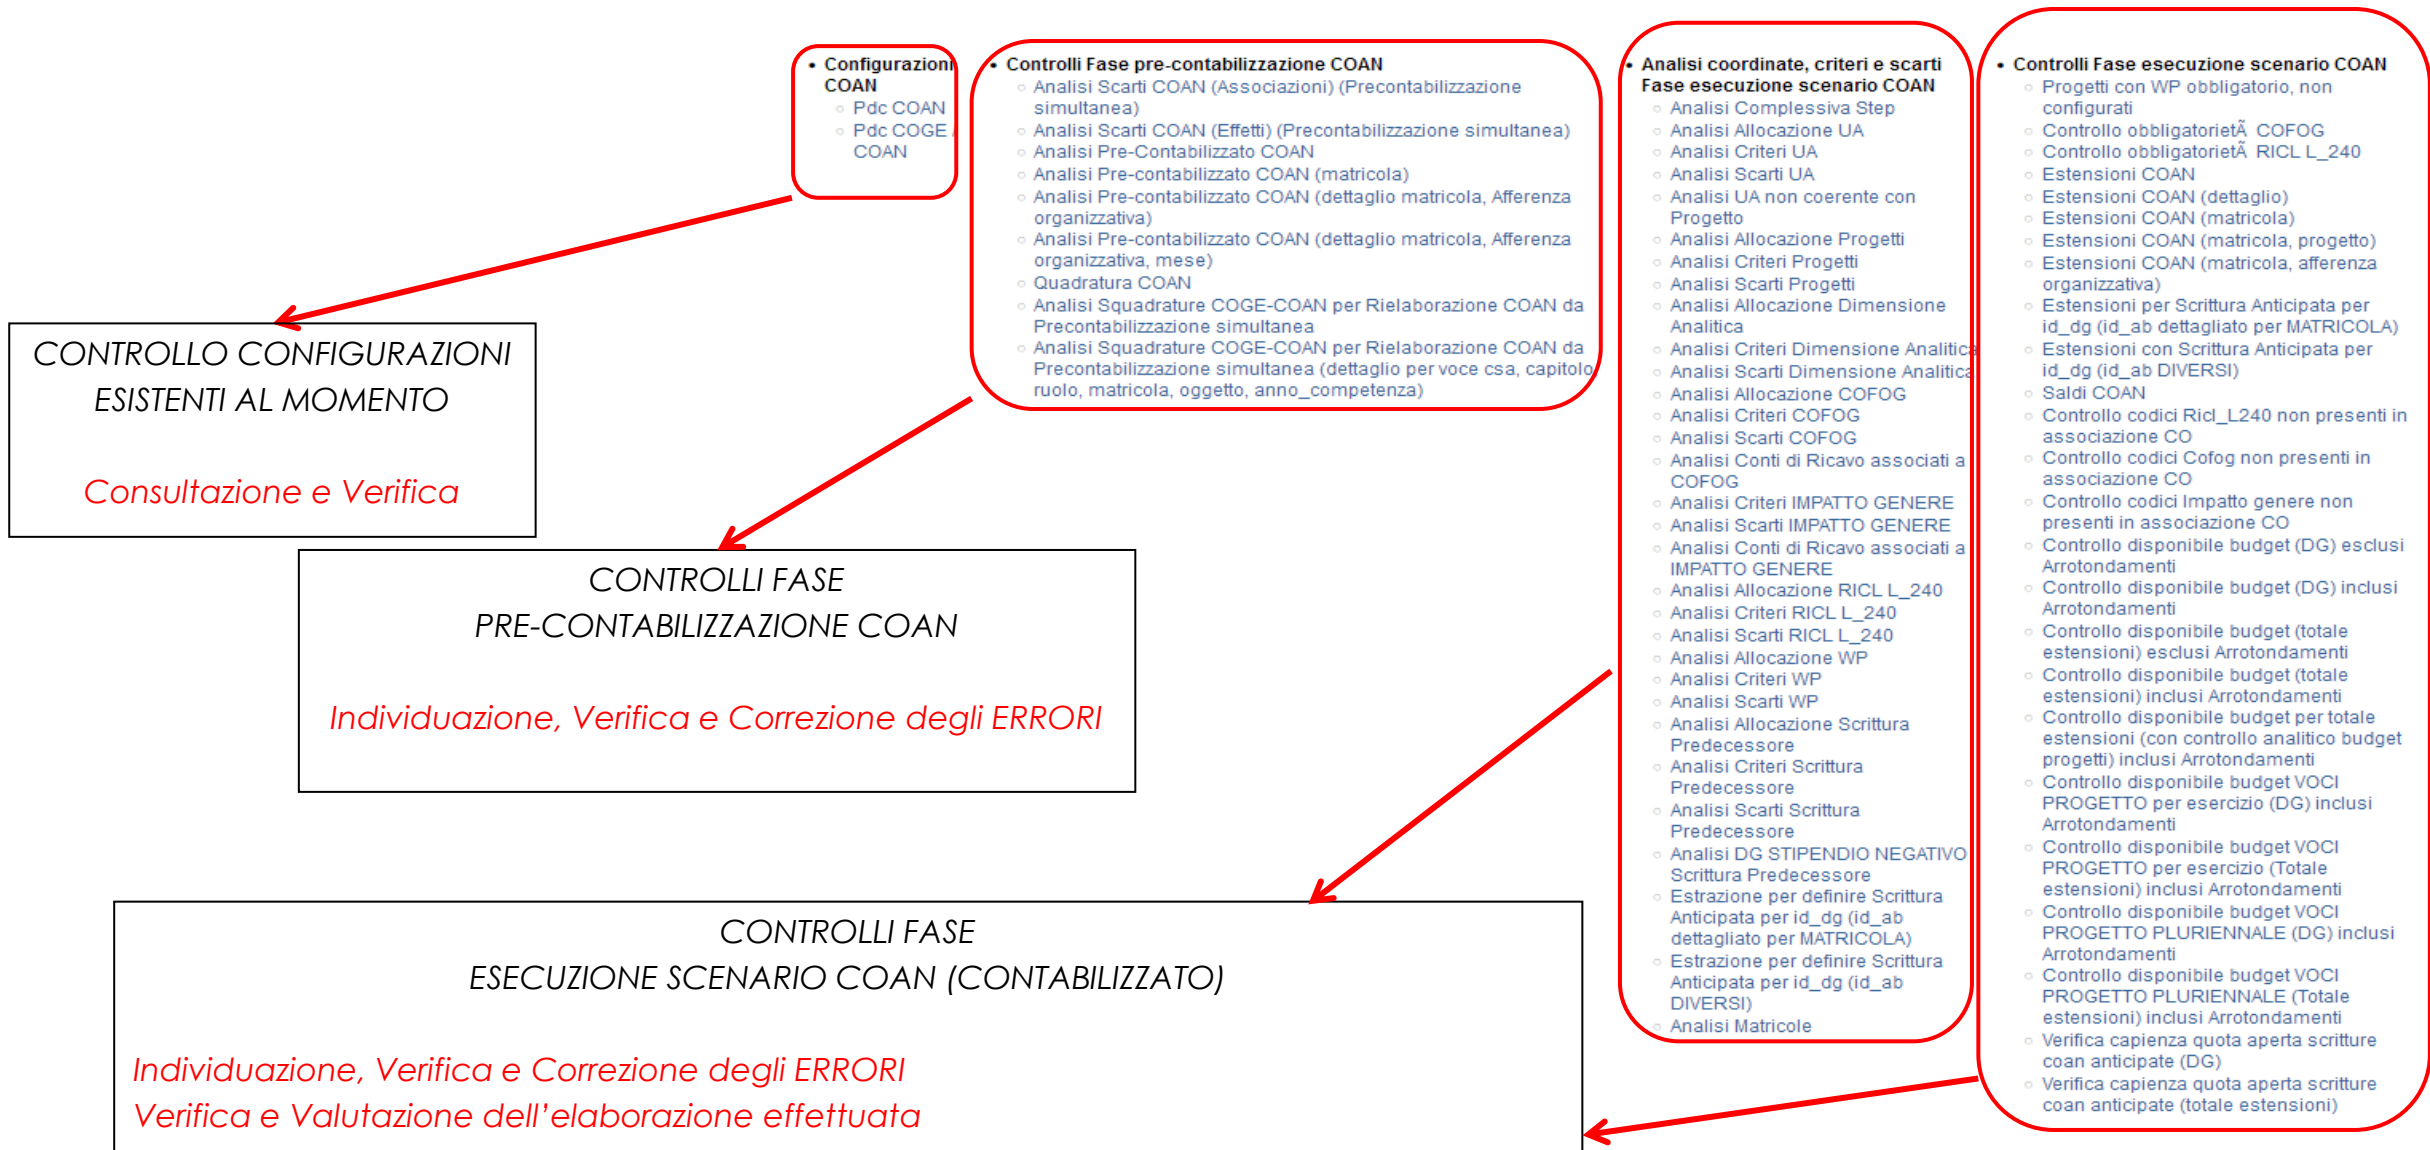 • Configurazioni
COAN
◦ Pdc COAN
◦ Pdc COGE /
COAN
• Controlli Fase pre-contabilizzazione COAN
◦ Analisi Scarti COAN (Associazioni) (Precontabilizzazione
simultanea)
◦ Analisi Scarti COAN (Effetti) (Precontabilizzazione simultanea)
◦ Analisi Pre-Contabilizzato COAN
◦ Analisi Pre-contabilizzato COAN (matricola)
◦ Analisi Pre-contabilizzato COAN (dettaglio matricola, Afferenza
organizzativa)
◦ Analisi Pre-contabilizzato COAN (dettaglio matricola, Afferenza
organizzativa, mese)
◦ Quadratura COAN
◦ Analisi Squadrature COGE-COAN per Rielaborazione COAN da
Precontabilizzazione simultanea
◦ Analisi Squadrature COGE-COAN per Rielaborazione COAN da
Precontabilizzazione simultanea (dettaglio per voce csa, capitolo,
ruolo, matricola, oggetto, anno_competenza)
• Analisi coordinate, criteri e scarti
Fase esecuzione scenario COAN
◦ Analisi Complessiva Step
◦ Analisi Allocazione UA
◦ Analisi Criteri UA
◦ Analisi Scarti UA
◦ Analisi UA non coerente con
Progetto
◦ Analisi Allocazione Progetti
◦ Analisi Criteri Progetti
◦ Analisi Scarti Progetti
◦ Analisi Allocazione Dimensione
Analitica
◦ Analisi Criteri Dimensione Analitica
◦ Analisi Scarti Dimensione Analitica
◦ Analisi Allocazione COFOG
◦ Analisi Criteri COFOG
◦ Analisi Scarti COFOG
◦ Analisi Conti di Ricavo associati a
COFOG
◦ Analisi Criteri IMPATTO GENERE
◦ Analisi Scarti IMPATTO GENERE
◦ Analisi Conti di Ricavo associati a
IMPATTO GENERE
◦ Analisi Allocazione RICL L_240
◦ Analisi Criteri RICL L_240
◦ Analisi Scarti RICL L_240
◦ Analisi Allocazione WP
◦ Analisi Criteri WP
◦ Analisi Scarti WP
◦ Analisi Allocazione Scrittura
Predecessore
◦ Analisi Criteri Scrittura
Predecessore
◦ Analisi Scarti Scrittura
Predecessore
◦ Analisi DG STIPENDIO NEGATIVO
Scrittura Predecessore
◦ Estrazione per definire Scrittura
Anticipata per id_dg (id_ab
dettagliato per MATRICOLA)
◦ Estrazione per definire Scrittura
Anticipata per id_dg (id_ab
DIVERSI)
◦ Analisi Matricole
• Controlli Fase esecuzione scenario COAN
◦ Progetti con WP obbligatorio, non
configurati
◦ Controllo obbligatorietÃ COFOG
◦ Controllo obbligatorietÃ RICL L_240
◦ Estensioni COAN
◦ Estensioni COAN (dettaglio)
◦ Estensioni COAN (matricola)
◦ Estensioni COAN (matricola, progetto)
◦ Estensioni COAN (matricola, afferenza
organizzativa)
◦ Estensioni per Scrittura Anticipata per
id_dg (id_ab dettagliato per MATRICOLA)
◦ Estensioni con Scrittura Anticipata per
id_dg (id_ab DIVERSI)
◦ Saldi COAN
◦ Controllo codici Ricl_L240 non presenti in
associazione CO
◦ Controllo codici Cofog non presenti in
associazione CO
◦ Controllo codici Impatto genere non
presenti in associazione CO
◦ Controllo disponibile budget (DG) esclusi
Arrotondamenti
◦ Controllo disponibile budget (DG) inclusi
Arrotondamenti
◦ Controllo disponibile budget (totale
estensioni) esclusi Arrotondamenti
◦ Controllo disponibile budget (totale
estensioni) inclusi Arrotondamenti
◦ Controllo disponibile budget per totale
estensioni (con controllo analitico budget
progetti) inclusi Arrotondamenti
◦ Controllo disponibile budget VOCI
PROGETTO per esercizio (DG) inclusi
Arrotondamenti
◦ Controllo disponibile budget VOCI
PROGETTO per esercizio (Totale
estensioni) inclusi Arrotondamenti
◦ Controllo disponibile budget VOCI
PROGETTO PLURIENNALE (DG) inclusi
Arrotondamenti
◦ Controllo disponibile budget VOCI
PROGETTO PLURIENNALE (Totale
estensioni) inclusi Arrotondamenti
◦ Verifica capienza quota aperta scritture
coan anticipate (DG)
◦ Verifica capienza quota aperta scritture
coan anticipate (totale estensioni)
CONTROLLO CONFIGURAZIONI
ESISTENTI AL MOMENTO
Consultazione e Verifica
CONTROLLI FASE
PRE-CONTABILIZZAZIONE COAN
Individuazione, Verifica e Correzione degli ERRORI
CONTROLLI FASE
ESECUZIONE SCENARIO COAN (CONTABILIZZATO)
Individuazione, Verifica e Correzione degli ERRORI
Verifica e Valutazione dell’elaborazione effettuata